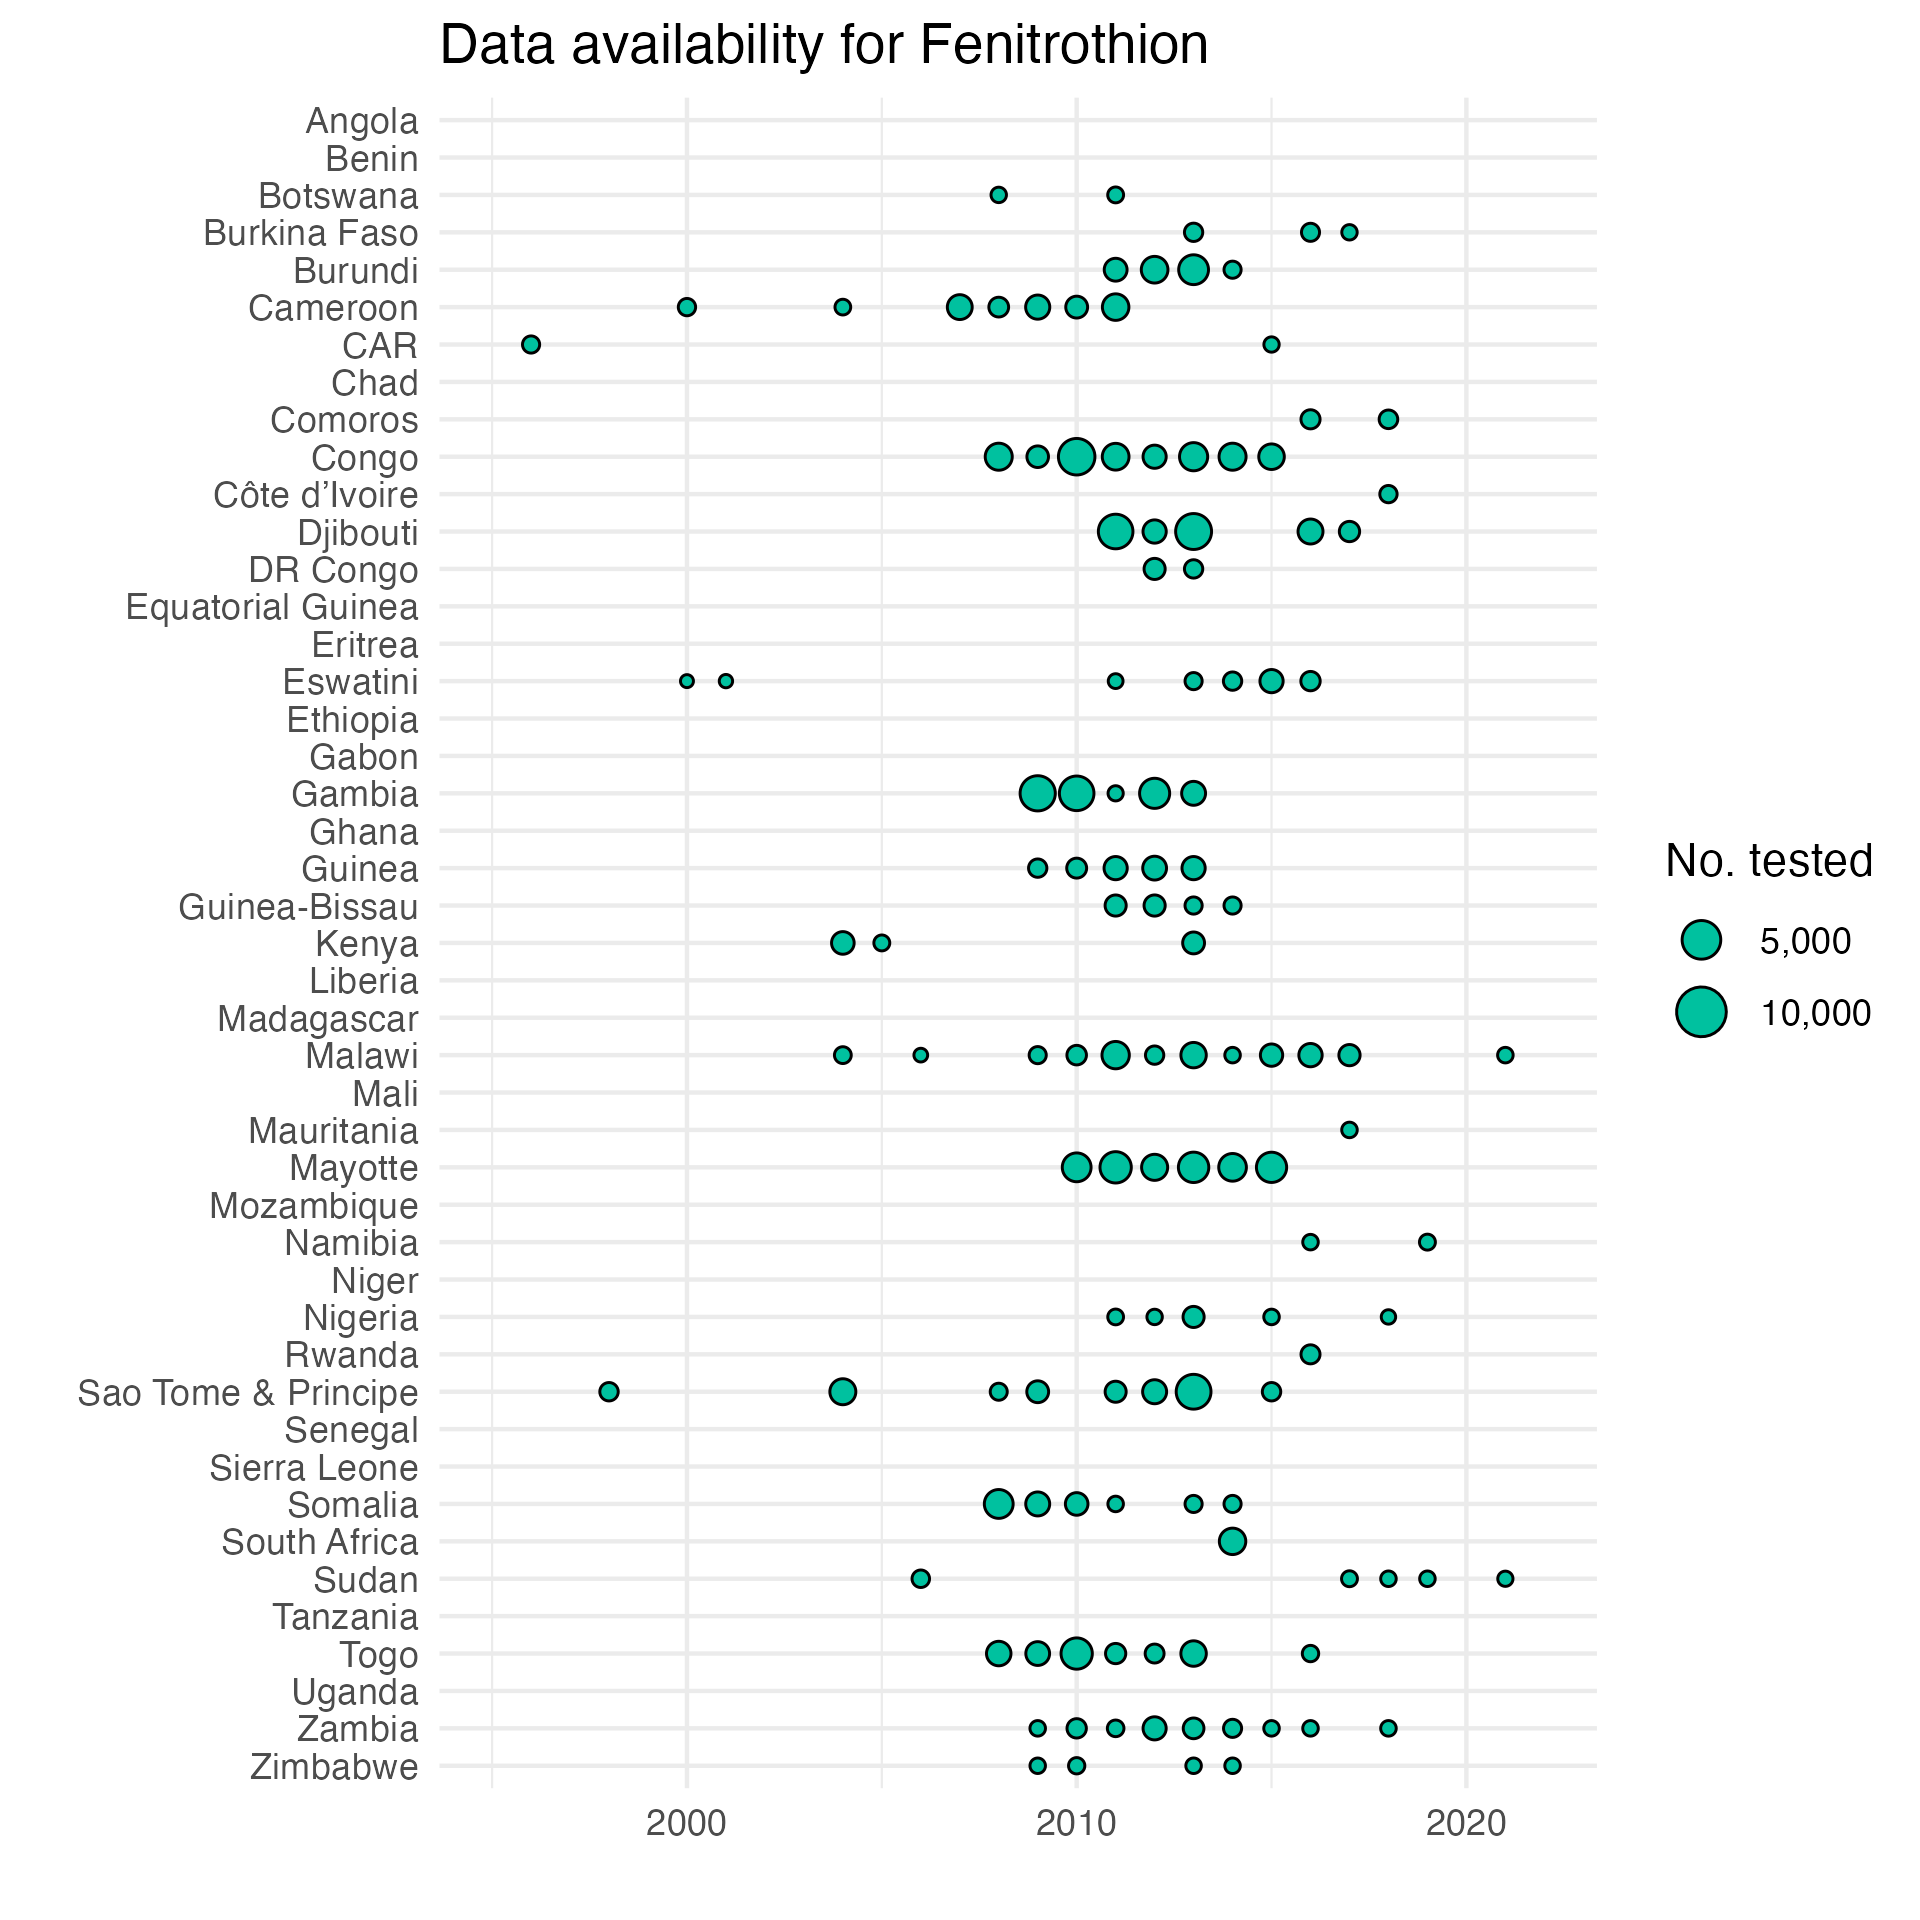 Data availability for Fenitrothion
Angola
Benin
Botswana
Burkina Faso
Burundi
Cameroon
CAR
Chad
Comoros
Congo
Côte d’Ivoire
Djibouti
DR Congo
Equatorial Guinea
Eritrea
Eswatini
Ethiopia
Gabon
Gambia
Ghana
Guinea
Guinea-Bissau
Kenya
Liberia
Madagascar
Malawi
Mali
Mauritania
Mayotte
Mozambique
Namibia
Niger
Nigeria
Rwanda
Sao Tome & Principe
Senegal
Sierra Leone
Somalia
South Africa
Sudan
Tanzania
Togo
Uganda
Zambia
Zimbabwe
2000 2010 2020
No. tested
5,000
10,000